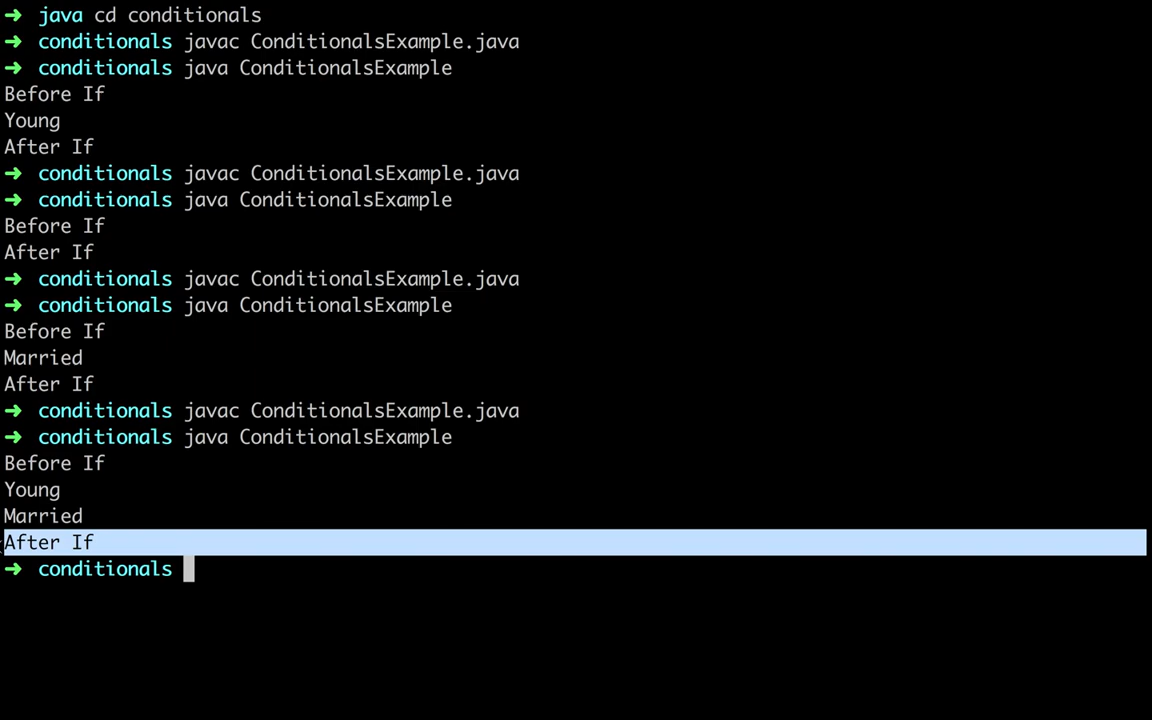 ➜ java cd conditionals
➜ conditionals javac ConditionalsExample.java
➜ conditionals java ConditionalsExample
Before If
Young
After If
➜ conditionals javac ConditionalsExample.java
➜ conditionals java ConditionalsExample
Before If
After If
➜ conditionals javac ConditionalsExample.java
➜ conditionals java ConditionalsExample
Before If
Married
After If
➜ conditionals javac ConditionalsExample.java
➜ conditionals java ConditionalsExample
Before If
Young
Married
After If
➜ conditionals